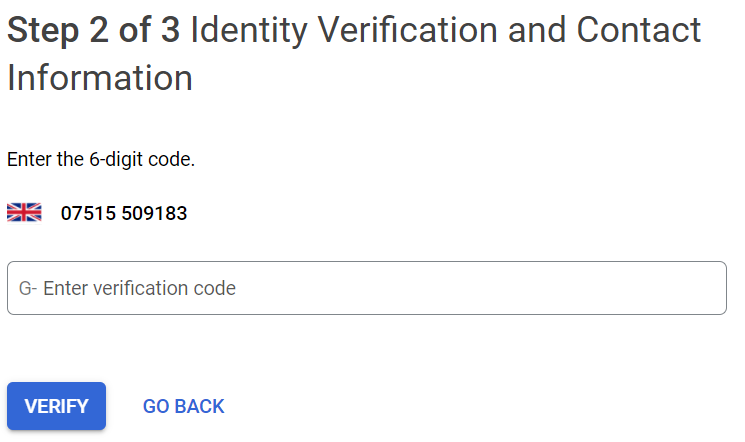 Step 2 of 3 Identity Verification and Contact
Information
Enter the 6-digit code.
07515 509183
G- Enter verification code
VERIFY
GO BACK